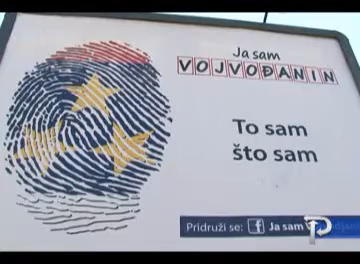 Ja sam
VOJVOĐANIN
To sam
što sam
Pridruži se: f Ja sam